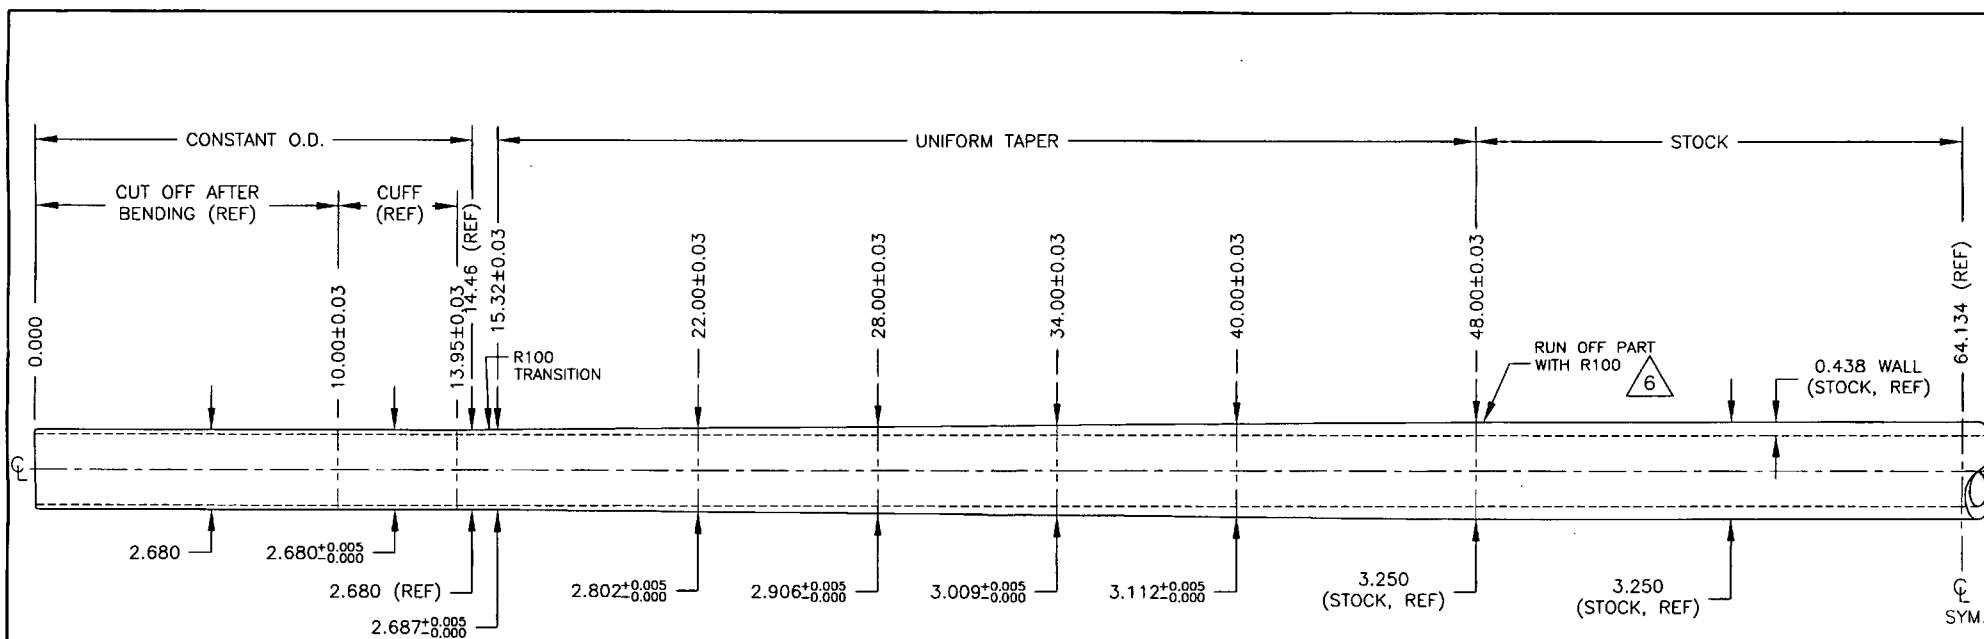 CONSTANT O.D.
UNIFORM TAPER
STOCK
CUT OFF AFTER
BENDING (REF)
CUFF
(REF)
0.000
10.00±0.03
13.95±0.03
14.46 (REF)
15.32±0.03
22.00±0.03
28.00±0.03
34.00±0.03
40.00±0.03
48.00±0.03
64.134 (REF)
R100
TRANSITION
RUN OFF PART
WITH R100
6
0.438 WALL
(STOCK, REF)
℄
2.680
2.680+0.005 -0.000
2.680 (REF)
2.687+0.005 -0.000
2.802+0.005 -0.000
2.906+0.005 -0.000
3.009+0.005 -0.000
3.112+0.005 -0.000
3.250
(STOCK, REF)
3.250
(STOCK, REF)
℄
SYM